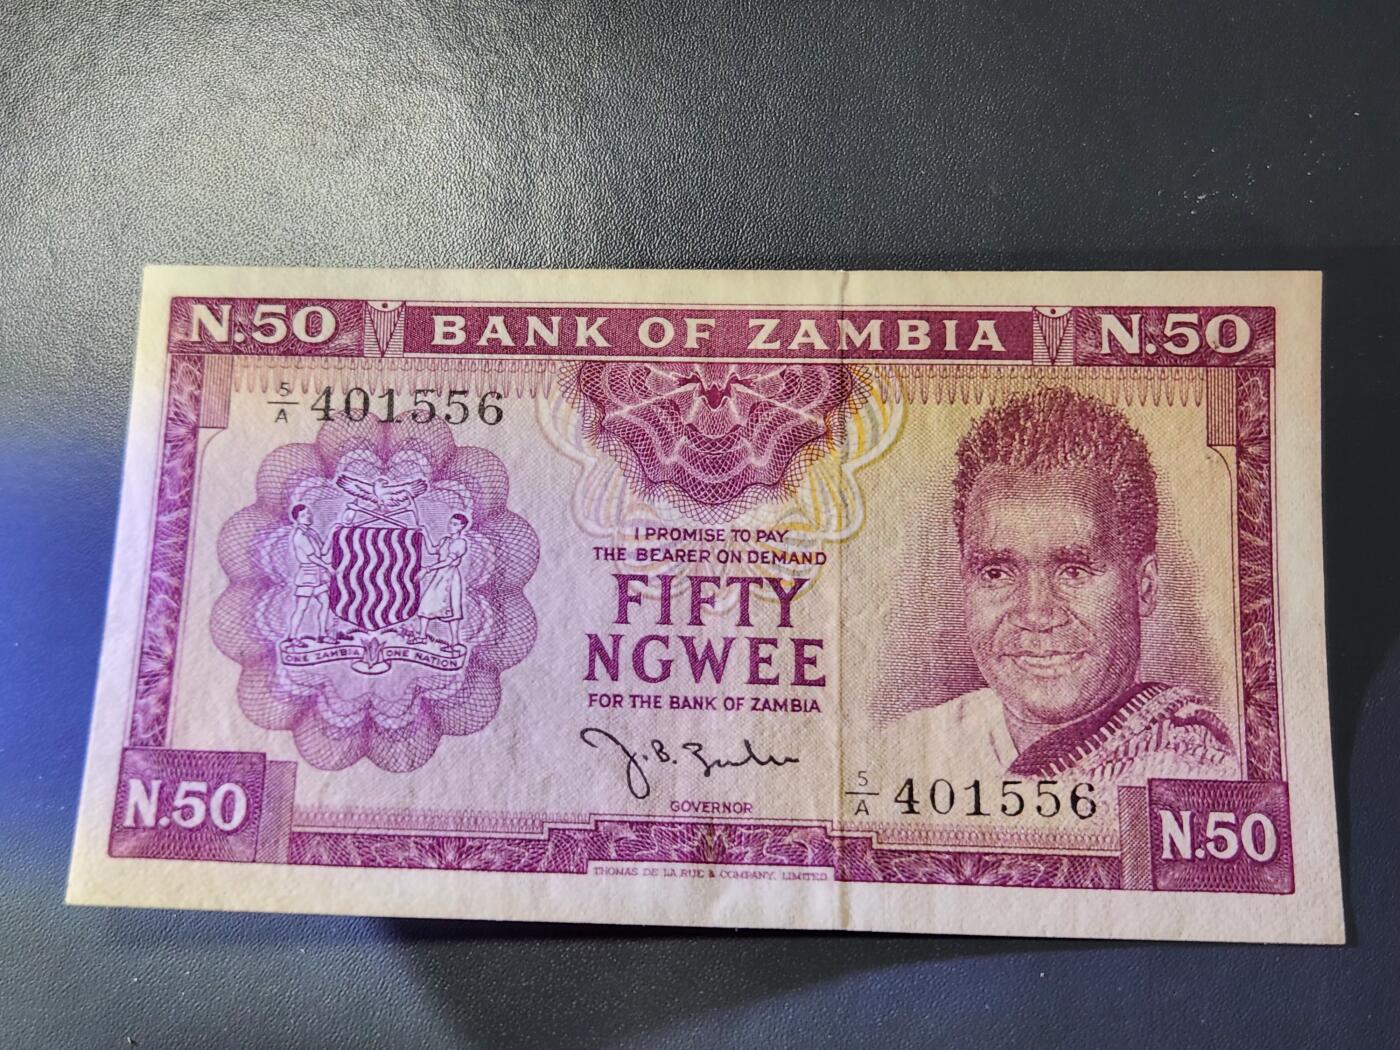 N.50 BANK OF ZAMBIA N.50
5/A 401556
I PROMISE TO PAY
THE BEARER ON DEMAND
FIFTY
NGWEE
FOR THE BANK OF ZAMBIA
ONE ZAMBIA ONE NATION
J. B. Zulu
GOVERNOR
5/A 401556
N.50 N.50
THOMAS DE LA RUE & COMPANY, LIMITED